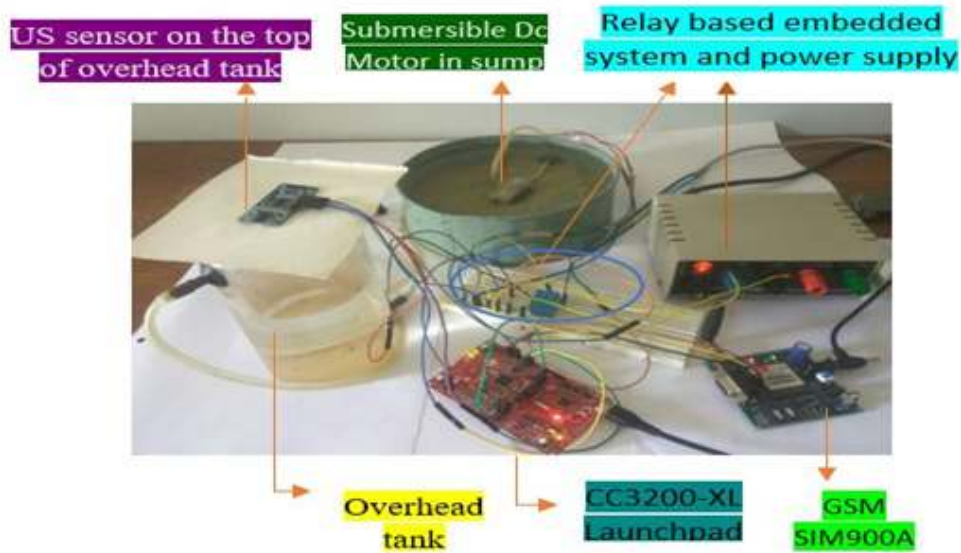 US sensor on the top
of overhead tank
Submersible Dc
Motor in sump
Relay based embedded
system and power supply
Overhead
tank
CC3200-XL
Launchpad
GSM
SIM900A